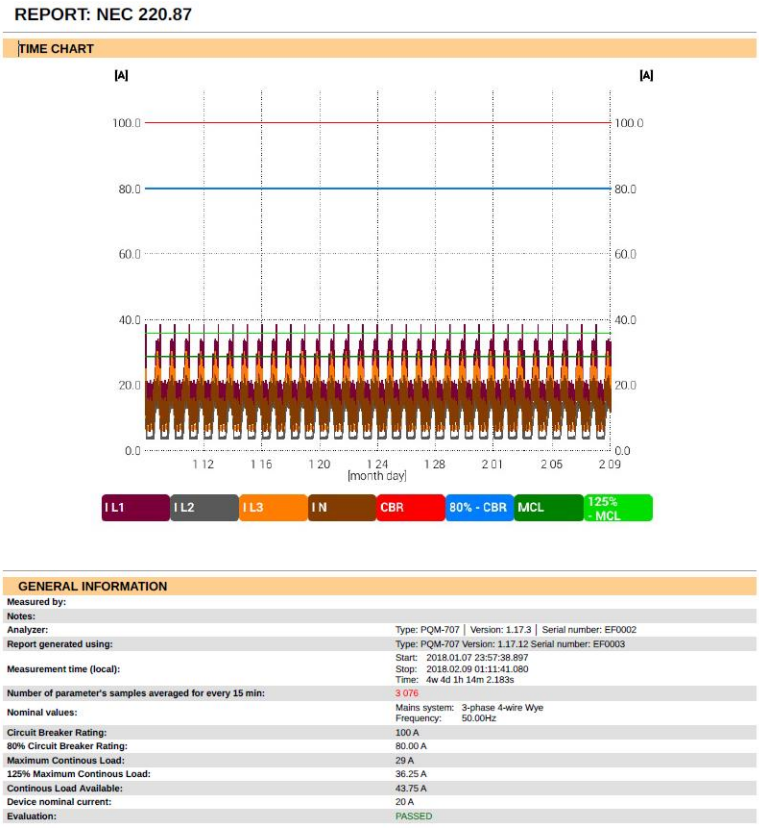 REPORT: NEC 220.87
TIME CHART
[A] [A]
100.0 100.0
80.0 80.0
60.0 60.0
40.0 40.0
20.0 20.0
0.0 0.0
1 12 1 16 1 20 1 24 1 28 2 01 2 05 2 09
[month day]
I L1 I L2 I L3 I N CBR 80% - CBR MCL 125% - MCL
GENERAL INFORMATION
Measured by:
Notes:
Analyzer: Type: PQM-707 | Version: 1.17.3 | Serial number: EF0002
Report generated using: Type: PQM-707 Version: 1.17.12 Serial number: EF0003
Measurement time (local): Start: 2018.01.07 23:57:38.897
Stop: 2018.02.09 01:11:41.080
Time: 4w 4d 1h 14m 2.183s
Number of parameter's samples averaged for every 15 min: 3 076
Nominal values: Mains system: 3-phase 4-wire Wye
Frequency: 50.00Hz
Circuit Breaker Rating: 100 A
80% Circuit Breaker Rating: 80.00 A
Maximum Continous Load: 29 A
125% Maximum Continous Load: 36.25 A
Continous Load Available: 43.75 A
Device nominal current: 20 A
Evaluation: PASSED